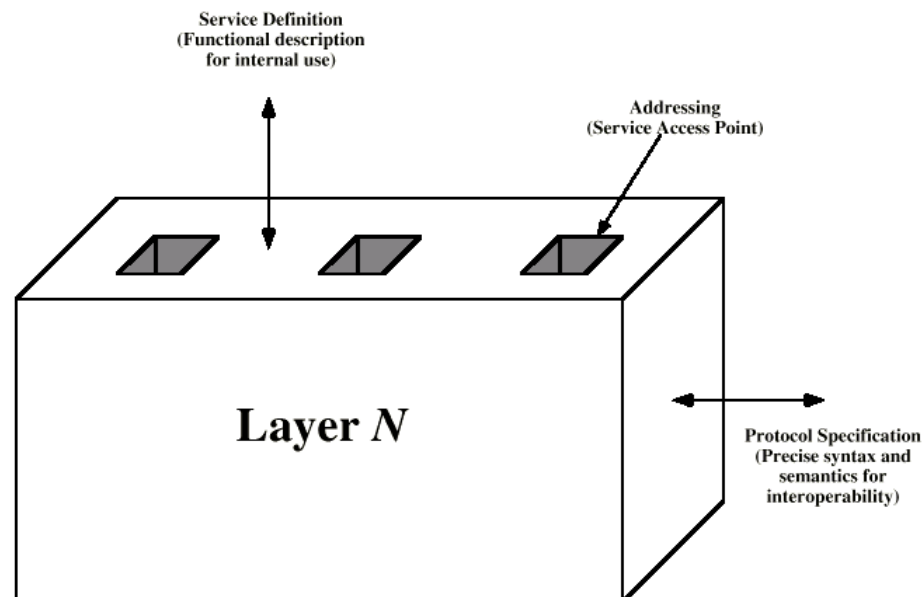 Service Definition
(Functional description
for internal use)
Addressing
(Service Access Point)
Layer N
Protocol Specification
(Precise syntax and
semantics for
interoperability)